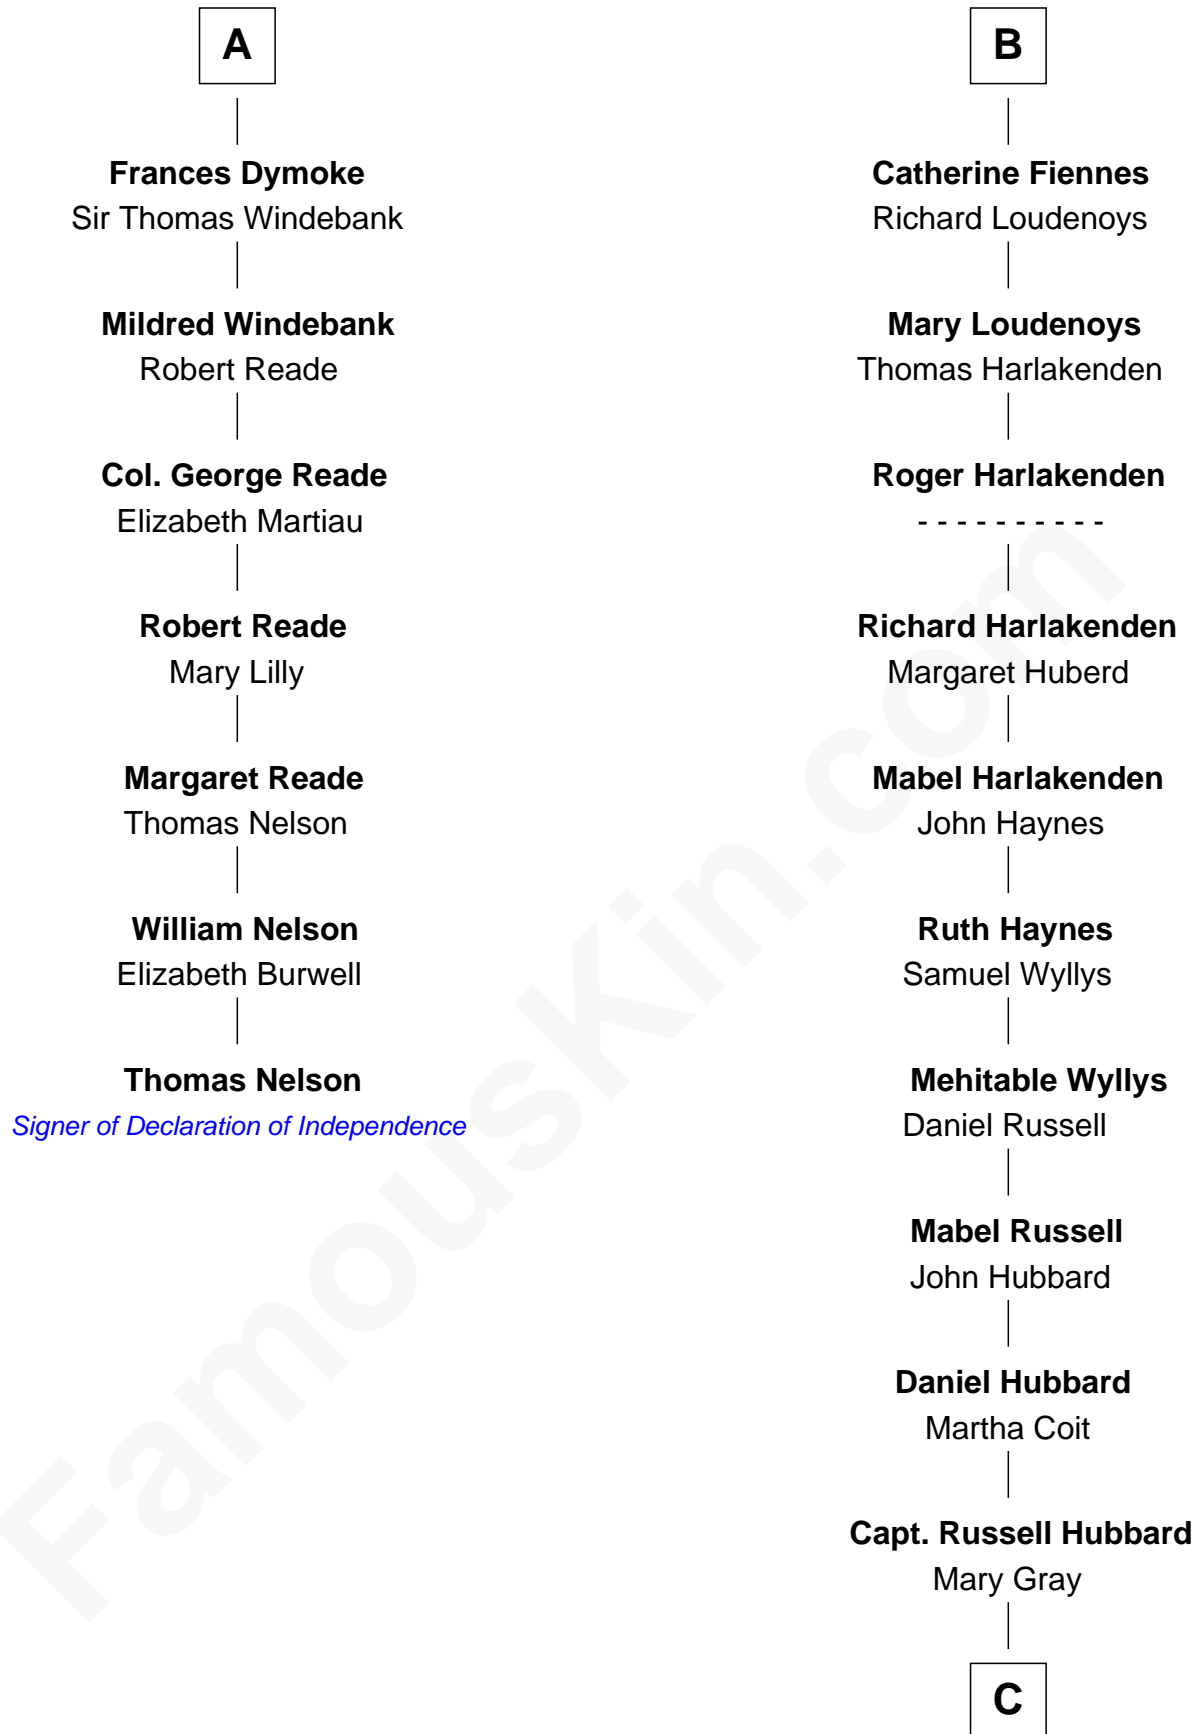 A
Frances Dymoke
Sir Thomas Windebank
Mildred Windebank
Robert Reade
Col. George Reade
Elizabeth Martiau
Robert Reade
Mary Lilly
Margaret Reade
Thomas Nelson
William Nelson
Elizabeth Burwell
Thomas Nelson
Signer of Declaration of Independence
B
Catherine Fiennes
Richard Loudenoys
Mary Loudenoys
Thomas Harlakenden
Roger Harlakenden
- - - - - - - - - -
Richard Harlakenden
Margaret Huberd
Mabel Harlakenden
John Haynes
Ruth Haynes
Samuel Wyllys
Mehitable Wyllys
Daniel Russell
Mabel Russell
John Hubbard
Daniel Hubbard
Martha Coit
Capt. Russell Hubbard
Mary Gray
C
FamousKin.com